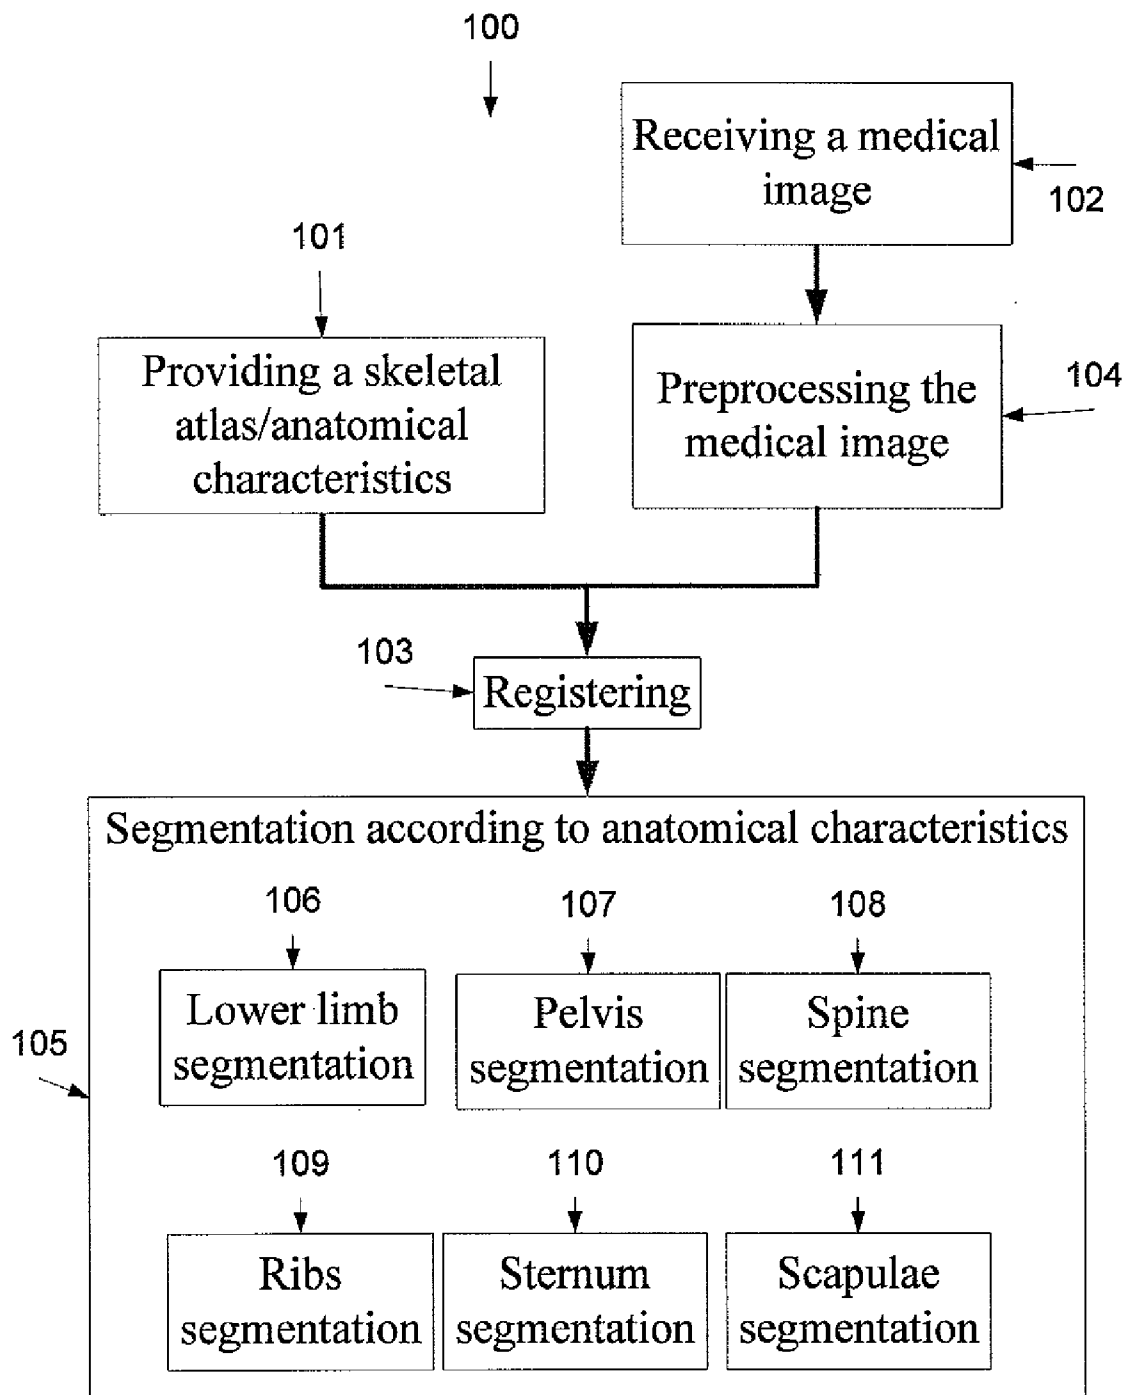 100
Receiving a medical
image
102
101
Providing a skeletal
atlas/anatomical
characteristics
Preprocessing the
medical image
104
103
Registering
Segmentation according to anatomical characteristics
106
107
108
Lower limb
segmentation
Pelvis
segmentation
Spine
segmentation
105
109
110
111
Ribs
segmentation
Sternum
segmentation
Scapulae
segmentation